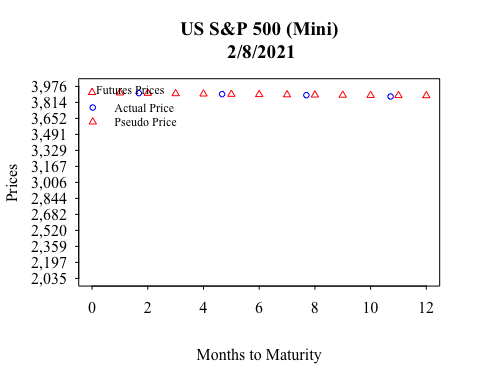 US S&P 500 (Mini)
2/8/2021
3,976
3,814
3,652
3,491
3,329
3,167
3,006
2,844
2,682
2,520
2,359
2,197
2,035
Prices
Futures Prices
Actual Price
Pseudo Price
0 2 4 6 8 10 12
Months to Maturity